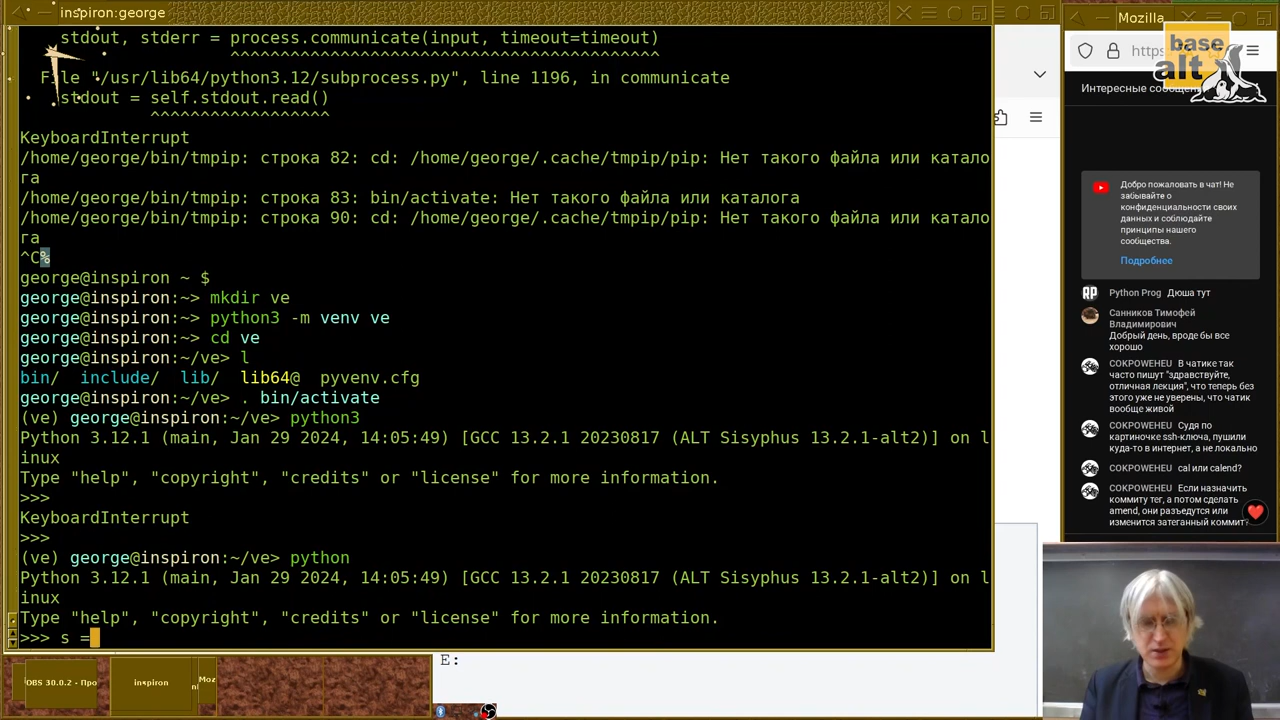 inspiron:george
stdout, stderr = process.communicate(input, timeout=timeout)
^^^^^^^^^^^^^^^^^^^^^^^^^^^^^^^^^^^^^^^^^^^
File "/usr/lib64/python3.12/subprocess.py", line 1196, in communicate
stdout = self.stdout.read()
^^^^^^^^^^^^^^^^^^
KeyboardInterrupt
/home/george/bin/tmpip: строка 82: cd: /home/george/.cache/tmpip/pip: Нет такого файла или катало
га
/home/george/bin/tmpip: строка 83: bin/activate: Нет такого файла или каталога
/home/george/bin/tmpip: строка 90: cd: /home/george/.cache/tmpip/pip: Нет такого файла или катало
га
^C%
george@inspiron ~ $
george@inspiron:~> mkdir ve
george@inspiron:~> python3 -m venv ve
george@inspiron:~> cd ve
george@inspiron:~/ve> l
bin/  include/  lib/  lib64@  pyvenv.cfg
george@inspiron:~/ve> . bin/activate
(ve) george@inspiron:~/ve> python3
Python 3.12.1 (main, Jan 29 2024, 14:05:49) [GCC 13.2.1 20230817 (ALT Sisyphus 13.2.1-alt2)] on l
inux
Type "help", "copyright", "credits" or "license" for more information.
>>>
KeyboardInterrupt
>>>
(ve) george@inspiron:~/ve> python
Python 3.12.1 (main, Jan 29 2024, 14:05:49) [GCC 13.2.1 20230817 (ALT Sisyphus 13.2.1-alt2)] on l
inux
Type "help", "copyright", "credits" or "license" for more information.
>>> s =
E:
OBS 30.0.2 - Про
inspiron
Moz
Mozilla
base
alt
https
Интересные сообщен
Добро пожаловать в чат! Не
забывайте о
конфиденциальности своих
данных и соблюдайте
принципы нашего
сообщества.
Подробнее
RP
Python Prog Дюша тут
Санников Тимофей
Владимирович
Добрый день, вроде бы все
хорошо
COKPOWEHEU В чатике так
часто пишут "здравствуйте,
отличная лекция", что теперь без
этого уже не уверены, что чатик
вообще живой
COKPOWEHEU Судя по
картиночке ssh-ключа, пушили
куда-то в интернет, а не локально
COKPOWEHEU cal или calend?
COKPOWEHEU Если назначить
коммиту тег, а потом сделать
amend, они разъедутся или
изменится затеганный коммит?